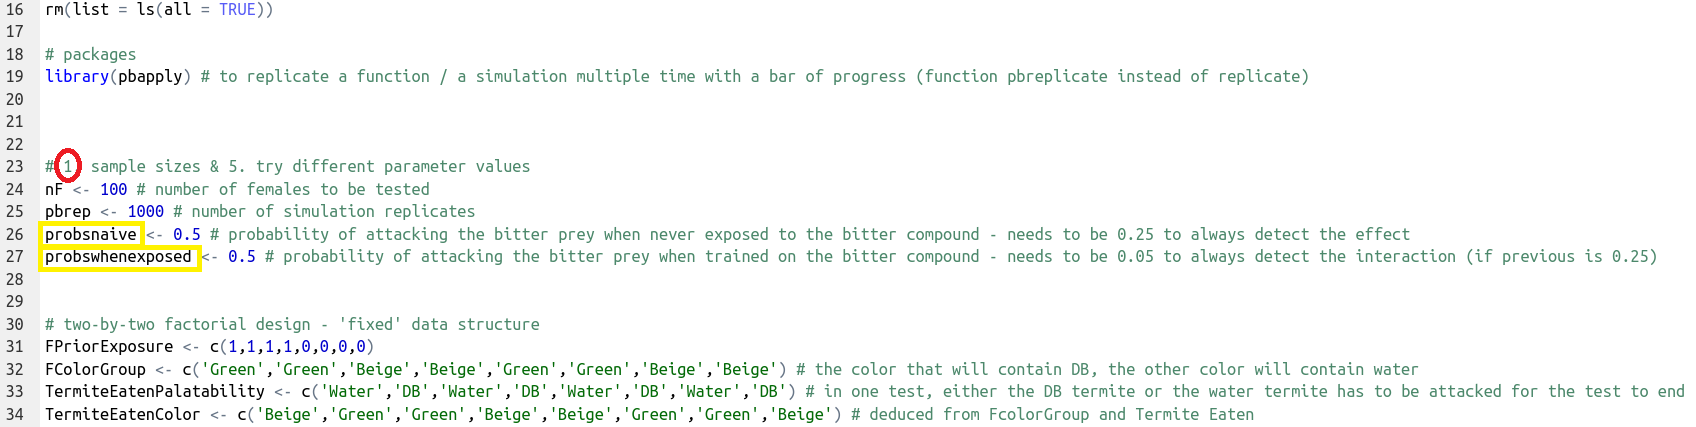 16 rm(list = ls(all = TRUE))
17
18 # packages
19 library(pbapply) # to replicate a function / a simulation multiple time with a bar of progress (function pbreplicate instead of replicate)
20
21
22
23 # 1 sample sizes & 5. try different parameter values
24 nF <- 100 # number of females to be tested
25 pbrep <- 1000 # number of simulation replicates
26 probsnaive <- 0.5 # probability of attacking the bitter prey when never exposed to the bitter compound - needs to be 0.25 to always detect the effect
27 probswhenexposed <- 0.5 # probability of attacking the bitter prey when trained on the bitter compound - needs to be 0.05 to always detect the interaction (if previous is 0.25)
28
29
30 # two-by-two factorial design - 'fixed' data structure
31 FPriorExposure <- c(1,1,1,1,0,0,0,0)
32 FColorGroup <- c('Green','Green','Beige','Beige','Green','Green','Beige','Beige') # the color that will contain DB, the other color will contain water
33 TermiteEatenPalatability <- c('Water','DB','Water','DB','Water','DB','Water','DB') # in one test, either the DB termite or the water termite has to be attacked for the test to end
34 TermiteEatenColor <- c('Beige','Green','Green','Beige','Beige','Green','Green','Beige') # deduced from FcolorGroup and Termite Eaten